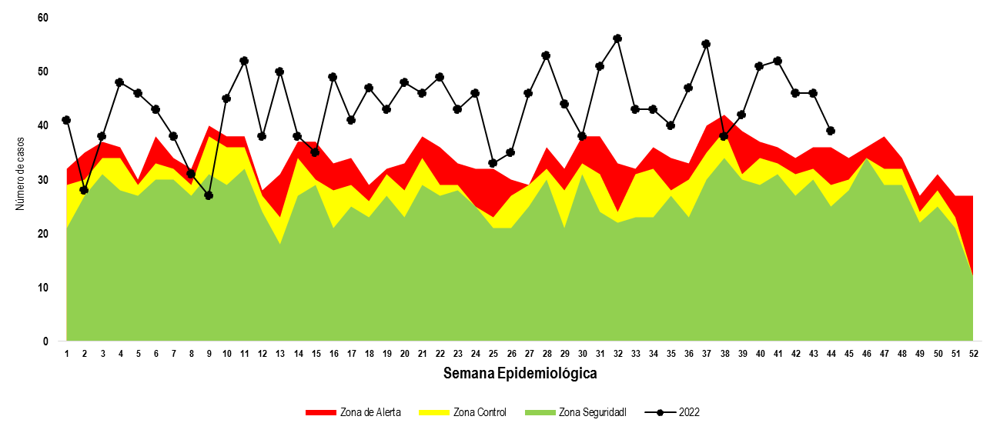 60
50
40
30
20
10
0
Número de casos
1 2 3 4 5 6 7 8 9 10 11 12 13 14 15 16 17 18 19 20 21 22 23 24 25 26 27 28 29 30 31 32 33 34 35 36 37 38 39 40 41 42 43 44 45 46 47 48 49 50 51 52
Semana Epidemiológica
Zona de Alerta Zona Control Zona Seguridadl 2022